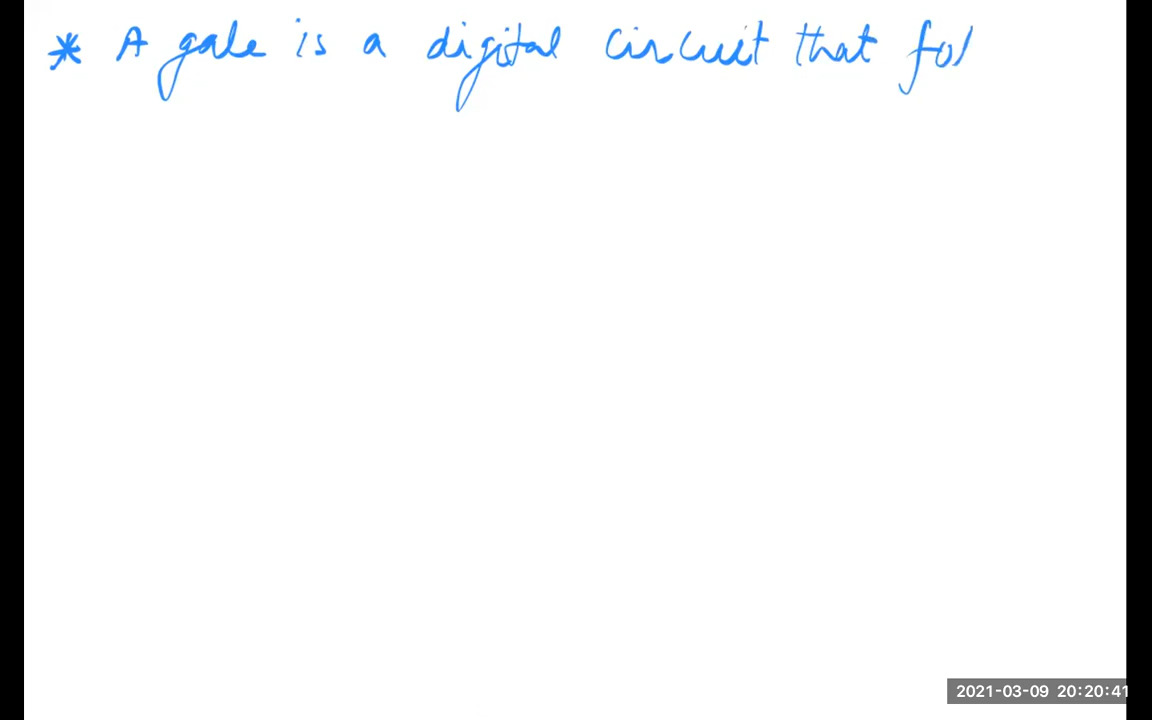 * A gate is a digital circuit that fol
2021-03-09 20:20:41